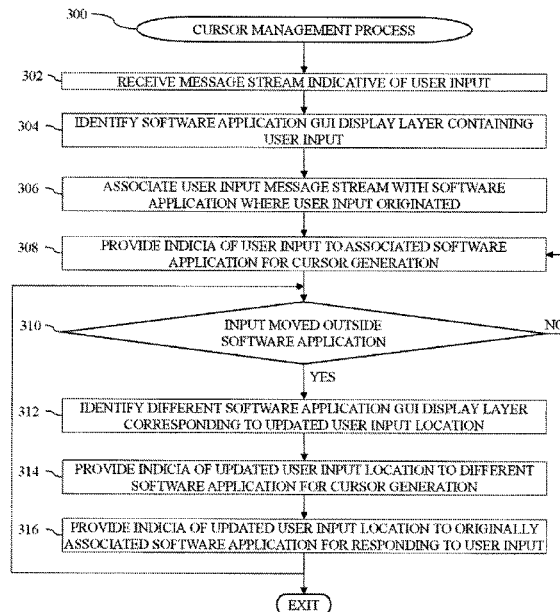 300
CURSOR MANAGEMENT PROCESS
302
RECEIVE MESSAGE STREAM INDICATIVE OF USER INPUT
304
IDENTIFY SOFTWARE APPLICATION GUI DISPLAY LAYER CONTAINING
USER INPUT
306
ASSOCIATE USER INPUT MESSAGE STREAM WITH SOFTWARE
APPLICATION WHERE USER INPUT ORIGINATED
308
PROVIDE INDICIA OF USER INPUT TO ASSOCIATED SOFTWARE
APPLICATION FOR CURSOR GENERATION
310
INPUT MOVED OUTSIDE
SOFTWARE APPLICATION
NO
YES
312
IDENTIFY DIFFERENT SOFTWARE APPLICATION GUI DISPLAY LAYER
CORRESPONDING TO UPDATED USER INPUT LOCATION
314
PROVIDE INDICIA OF UPDATED USER INPUT LOCATION TO DIFFERENT
SOFTWARE APPLICATION FOR CURSOR GENERATION
316
PROVIDE INDICIA OF UPDATED USER INPUT LOCATION TO ORIGINALLY
ASSOCIATED SOFTWARE APPLICATION FOR RESPONDING TO USER INPUT
EXIT